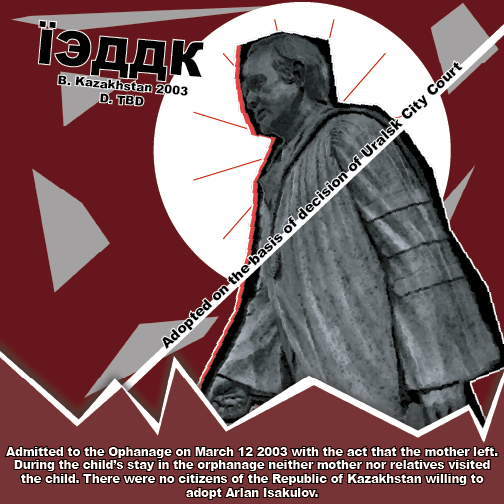 ЇЭДДК
B. Kazakhstan 2003
D. TBD
Adopted on the basis of decision of Uralsk City Court
Admitted to the Ophanage on March 12 2003 with the act that the mother left.
During the child's stay in the orphanage neither mother nor relatives visited
the child. There were no citizens of the Republic of Kazakhstan willing to
adopt Arlan Isakulov.